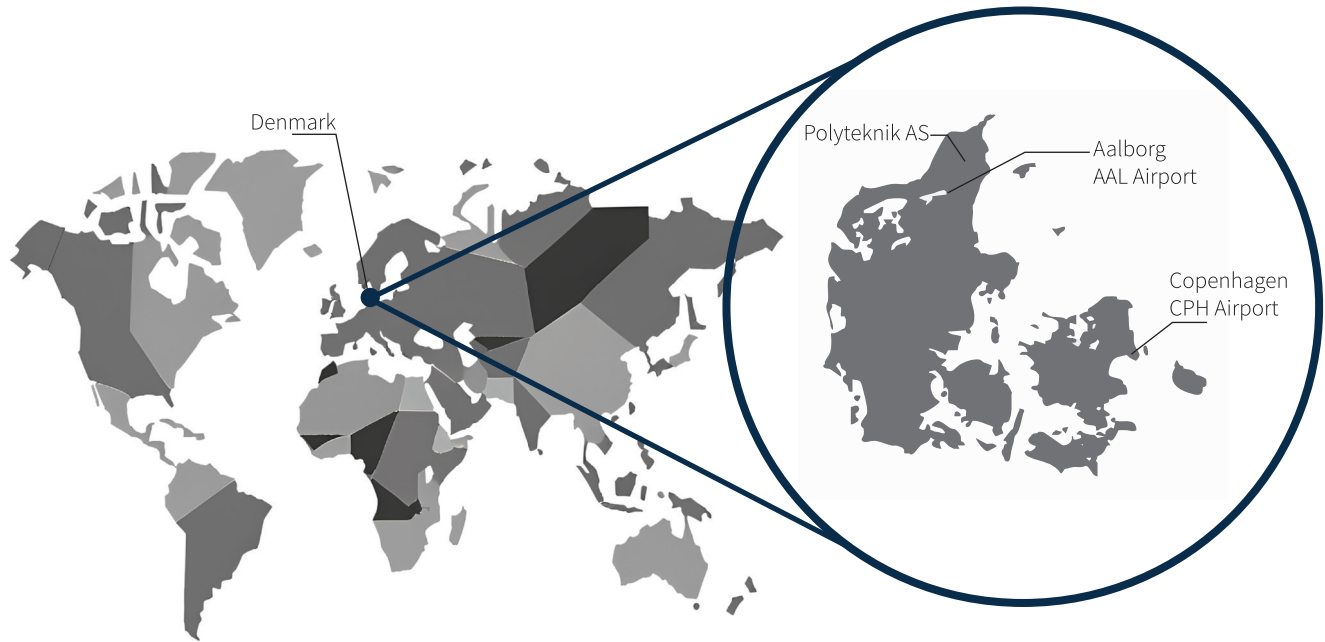 Denmark
Polyteknik AS
Aalborg
AAL Airport
Copenhagen
CPH Airport